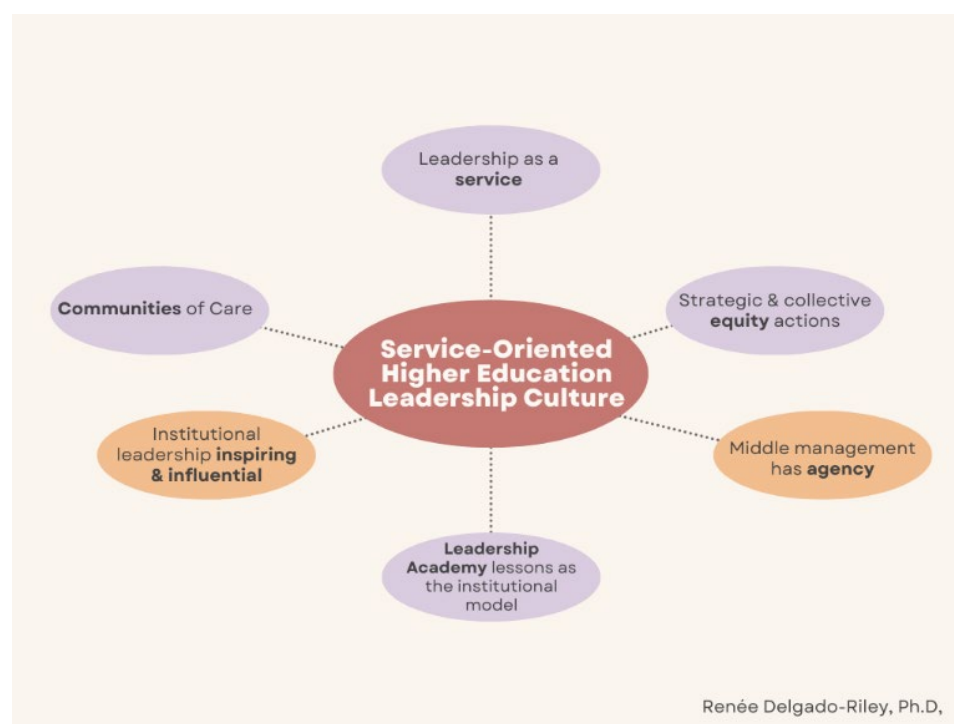 Leadership as a
service
Communities of Care
Strategic & collective
equity actions
Service-Oriented
Higher Education
Leadership Culture
Institutional
leadership inspiring
& influential
Middle management
has agency
Leadership
Academy lessons as
the institutional
model
Renée Delgado-Riley, Ph.D,